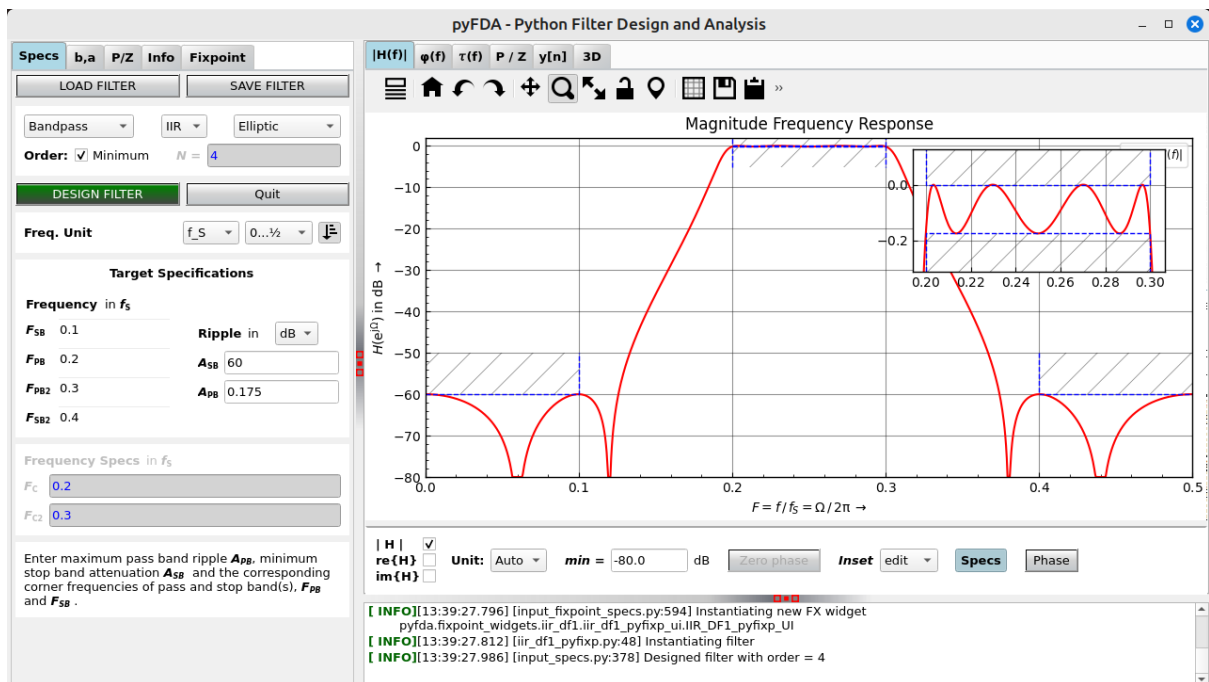 pyFDA - Python Filter Design and Analysis
Specs b,a P/Z Info Fixpoint
LOAD FILTER SAVE FILTER
Bandpass IIR Elliptic
Order: Minimum N = 4
DESIGN FILTER Quit
Freq. Unit f_S 0...½
Target Specifications
Frequency in fS
FSB 0.1
Ripple in dB
FPB 0.2
ASB 60
FPB2 0.3
APB 0.175
FSB2 0.4
Frequency Specs in fS
FC 0.2
FC2 0.3
Enter maximum pass band ripple APB, minimum
stop band attenuation ASB and the corresponding
corner frequencies of pass and stop band(s), FPB
and FSB .
|H(f)| φ(f) τ(f) P / Z y[n] 3D
»
Magnitude Frequency Response
H(e^jΩ) in dB →
0
−10
−20
−30
−40
−50
−60
−70
−80
0.0 0.1 0.2 0.3 0.4 0.5
F = f / fS = Ω / 2π →
(f)|
0.0
−0.2
0.20 0.22 0.24 0.26 0.28 0.30
| H |
re{H}
im{H}
Unit: Auto min = -80.0 dB Zero phase Inset edit Specs Phase
[ INFO][13:39:27.796] [input_fixpoint_specs.py:594] Instantiating new FX widget
pyfda.fixpoint_widgets.iir_df1.iir_df1_pyfixp_ui.IIR_DF1_pyfixp_UI
[ INFO][13:39:27.812] [iir_df1_pyfixp.py:48] Instantiating filter
[ INFO][13:39:27.986] [input_specs.py:378] Designed filter with order = 4